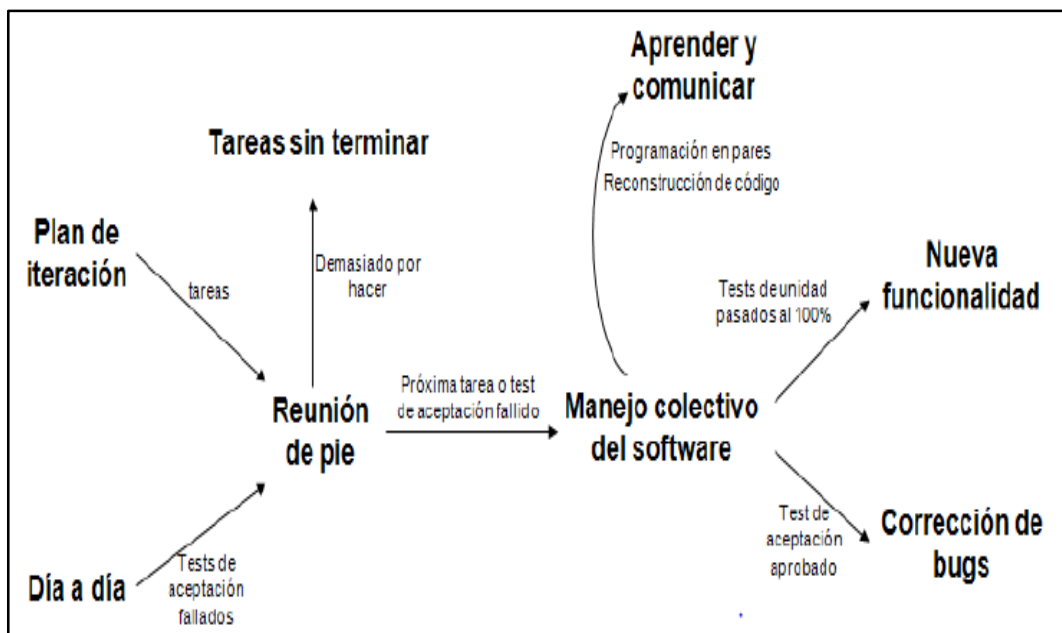 Aprender y
comunicar
Programación en pares
Reconstrucción de código
Tareas sin terminar
Plan de
iteración
tareas
Demasiado por
hacer
Nueva
funcionalidad
Tests de unidad
pasados al 100%
Reunión
de pie
Próxima tarea o test
de aceptación fallido
Manejo colectivo
del software
Día a día
Tests de
aceptación
fallados
Test de
aceptación
aprobado
Corrección de
bugs